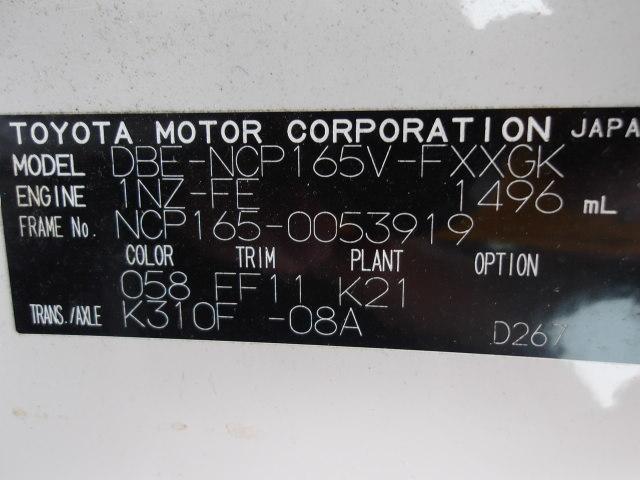 TOYOTA MOTOR CORPORATION JAPA
MODEL DBE-NCP165V-FXXGK
ENGINE 1NZ-FE 1496 mL
FRAME No. NCP165-0053919
COLOR TRIM PLANT OPTION
058 FF11 K21
TRANS./AXLE K310F -08A D267